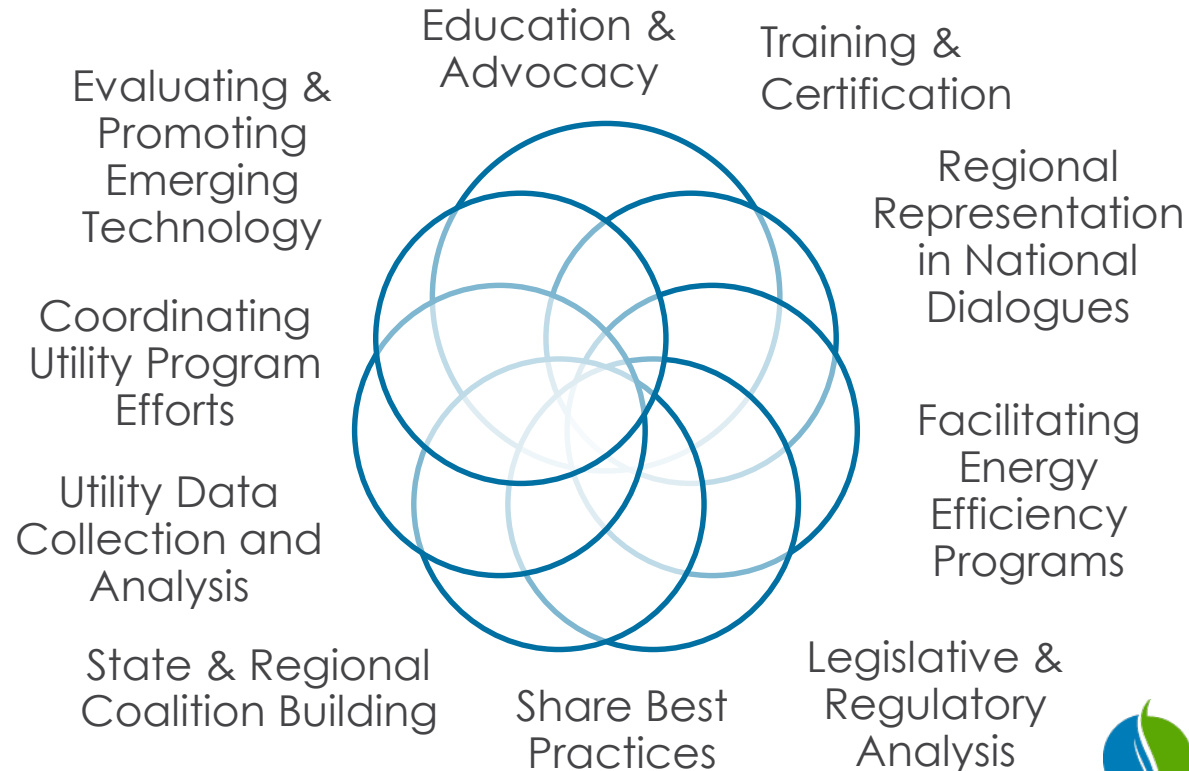 Education &
Advocacy
Training &
Certification
Regional
Representation
in National
Dialogues
Facilitating
Energy
Efficiency
Programs
Legislative &
Regulatory
Analysis
Share Best
Practices
State & Regional
Coalition Building
Utility Data
Collection and
Analysis
Coordinating
Utility Program
Efforts
Evaluating &
Promoting
Emerging
Technology